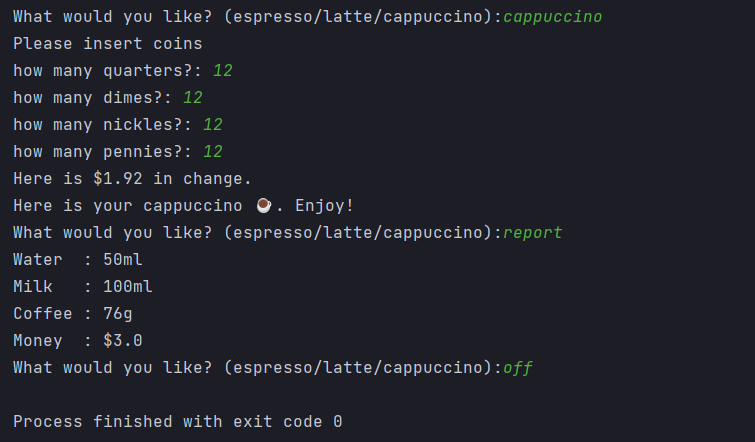 What would you like? (espresso/latte/cappuccino):cappuccino
Please insert coins
how many quarters?: 12
how many dimes?: 12
how many nickles?: 12
how many pennies?: 12
Here is $1.92 in change.
Here is your cappuccino ☕. Enjoy!
What would you like? (espresso/latte/cappuccino):report
Water  : 50ml
Milk   : 100ml
Coffee : 76g
Money  : $3.0
What would you like? (espresso/latte/cappuccino):off
Process finished with exit code 0